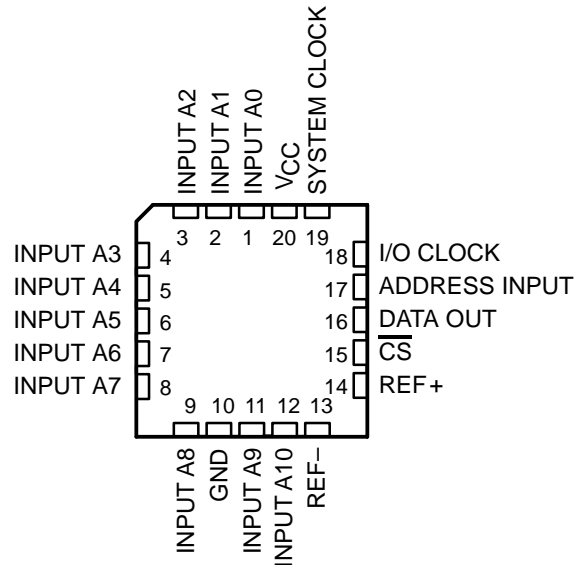 INPUT A2
INPUT A1
INPUT A0
VCC
SYSTEM CLOCK
3 2 1 20 19
INPUT A3 4
INPUT A4 5
INPUT A5 6
INPUT A6 7
INPUT A7 8
18 I/O CLOCK
17 ADDRESS INPUT
16 DATA OUT
15 CS
14 REF+
9 10 11 12 13
INPUT A8
GND
INPUT A9
INPUT A10
REF–